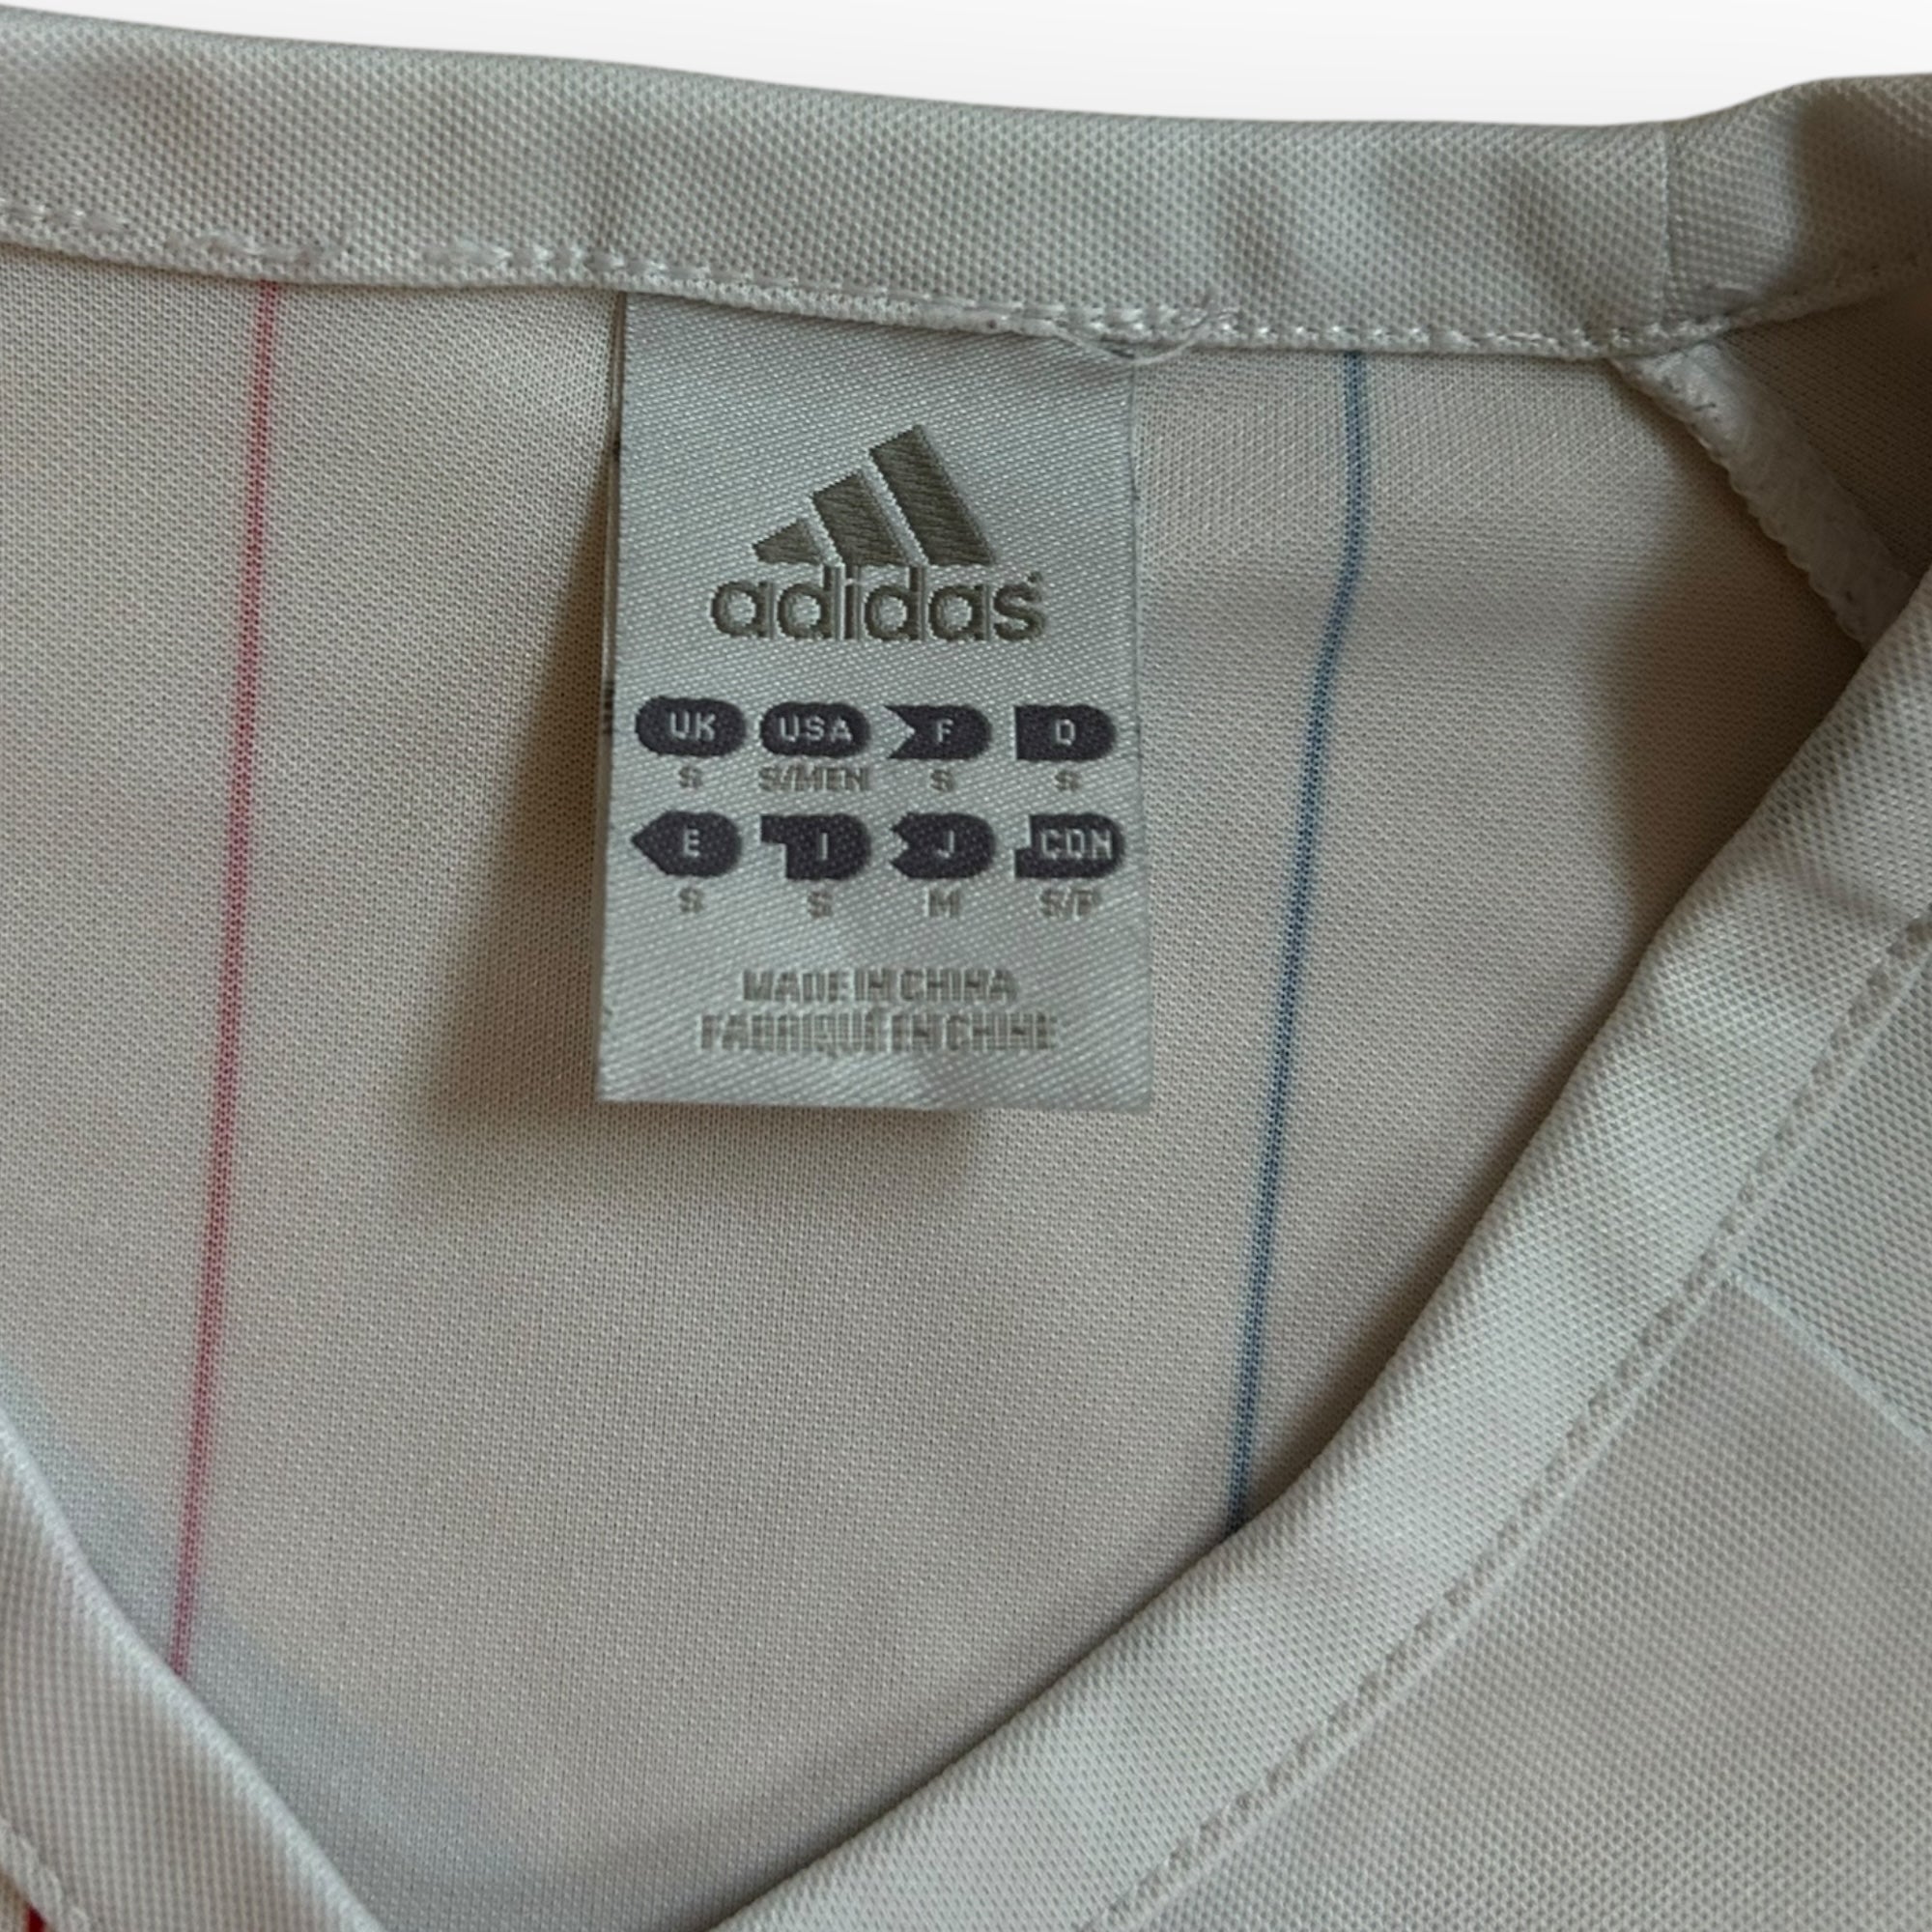 adidas
UK USA F D
S S/MEN S S
E I J CDN
S S M S/P
MADE IN CHINA
FABRIQUÉ EN CHINE